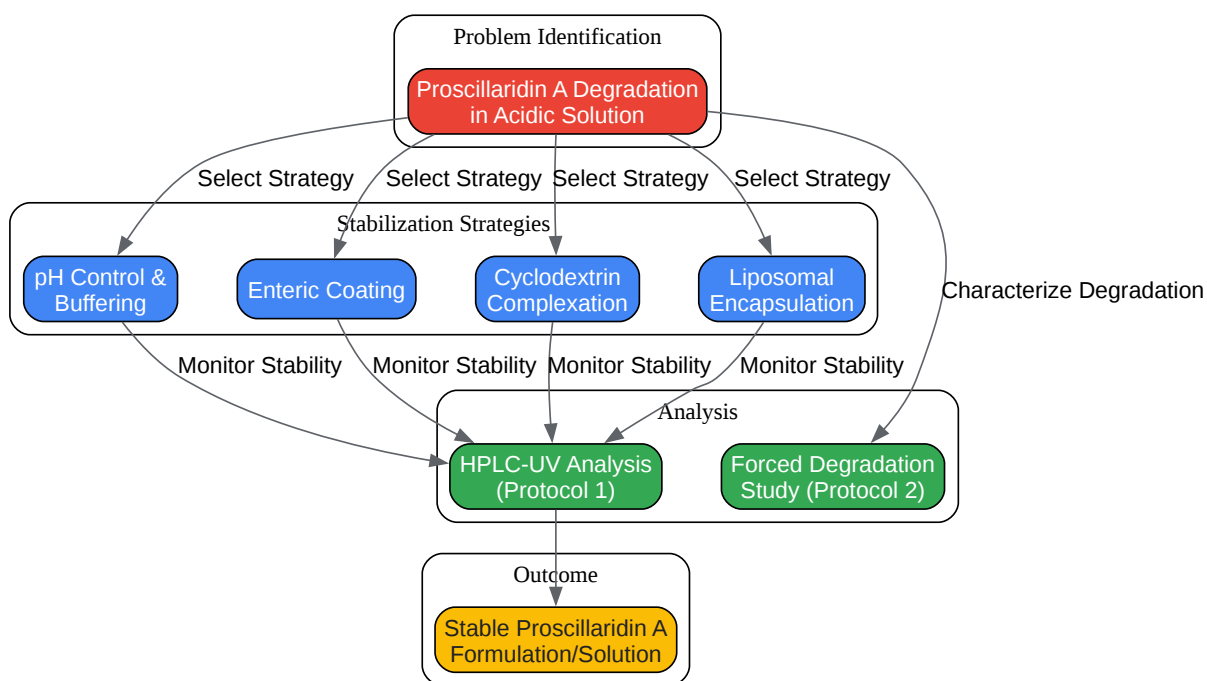 Problem Identification
Proscillaridin A Degradation
in Acidic Solution
Select Strategy
Select Strategy
Select Strategy
Select Strategy
Stabilization Strategies
pH Control &
Buffering
Enteric Coating
Cyclodextrin
Complexation
Liposomal
Encapsulation
Characterize Degradation
Monitor Stability
Monitor Stability
Monitor Stability
Monitor Stability
Analysis
HPLC-UV Analysis
(Protocol 1)
Forced Degradation
Study (Protocol 2)
Outcome
Stable Proscillaridin A
Formulation/Solution